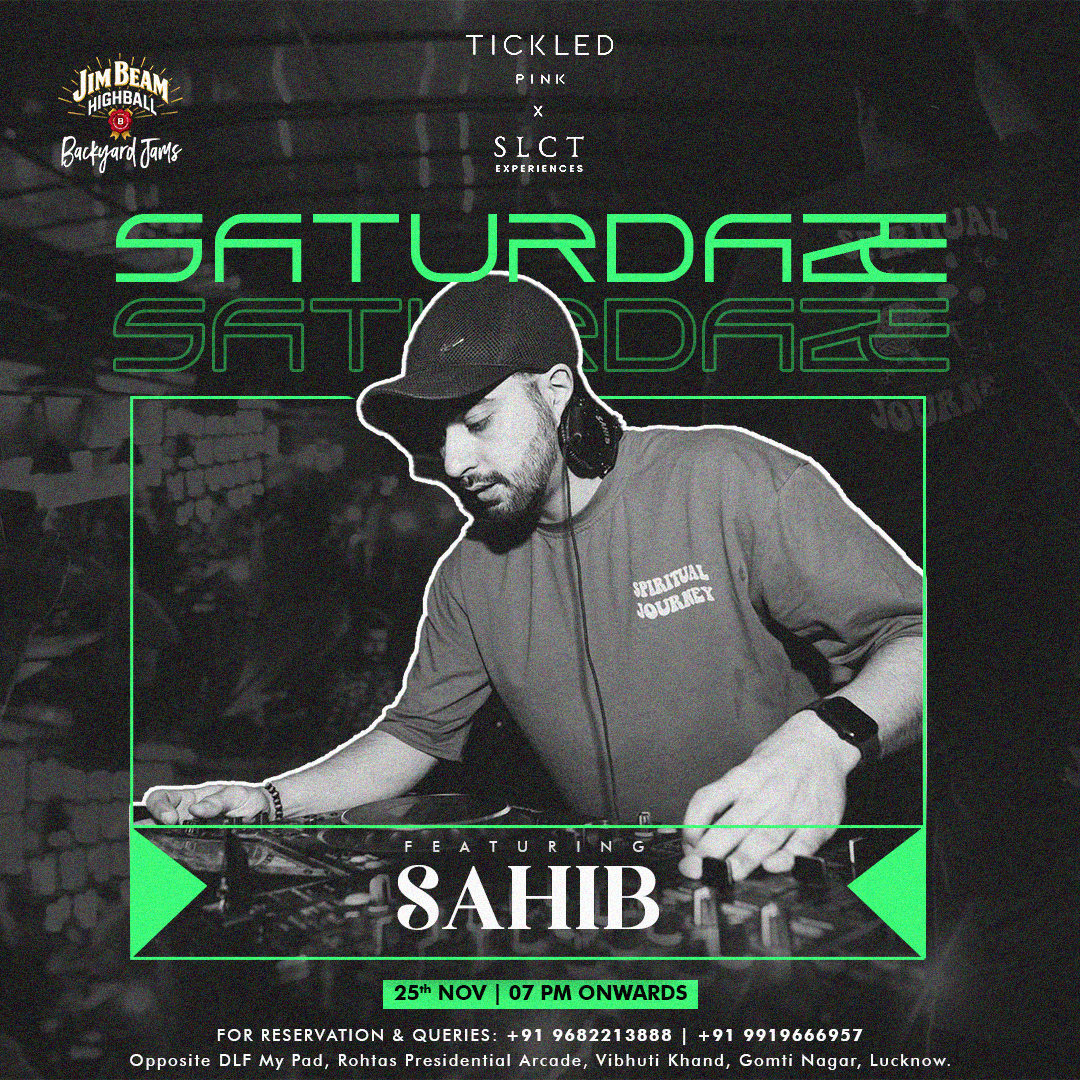 JIM BEAM
HIGHBALL
B
Backyard Jams
TICKLED
PINK
X
SLCT
EXPERIENCES
SATURDAZE
SATURDAZE
SPIRITUAL
JOURNEY
FEATURING
SAHIB
25th NOV | 07 PM ONWARDS
FOR RESERVATION & QUERIES: +91 9682213888 | +91 9919666957
Opposite DLF My Pad, Rohtas Presidential Arcade, Vibhuti Khand, Gomti Nagar, Lucknow.